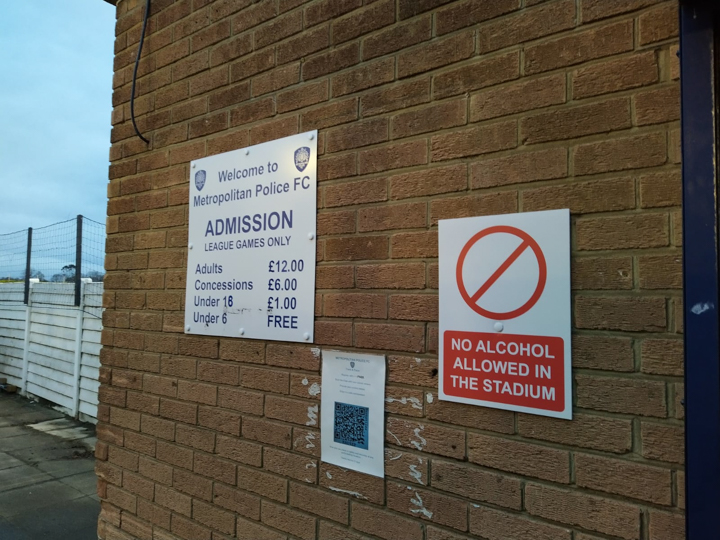 Welcome to
Metropolitan Police FC
ADMISSION
LEAGUE GAMES ONLY
Adults £12.00
Concessions £6.00
Under 16 £1.00
Under 6 FREE
NO ALCOHOL
ALLOWED IN
THE STADIUM